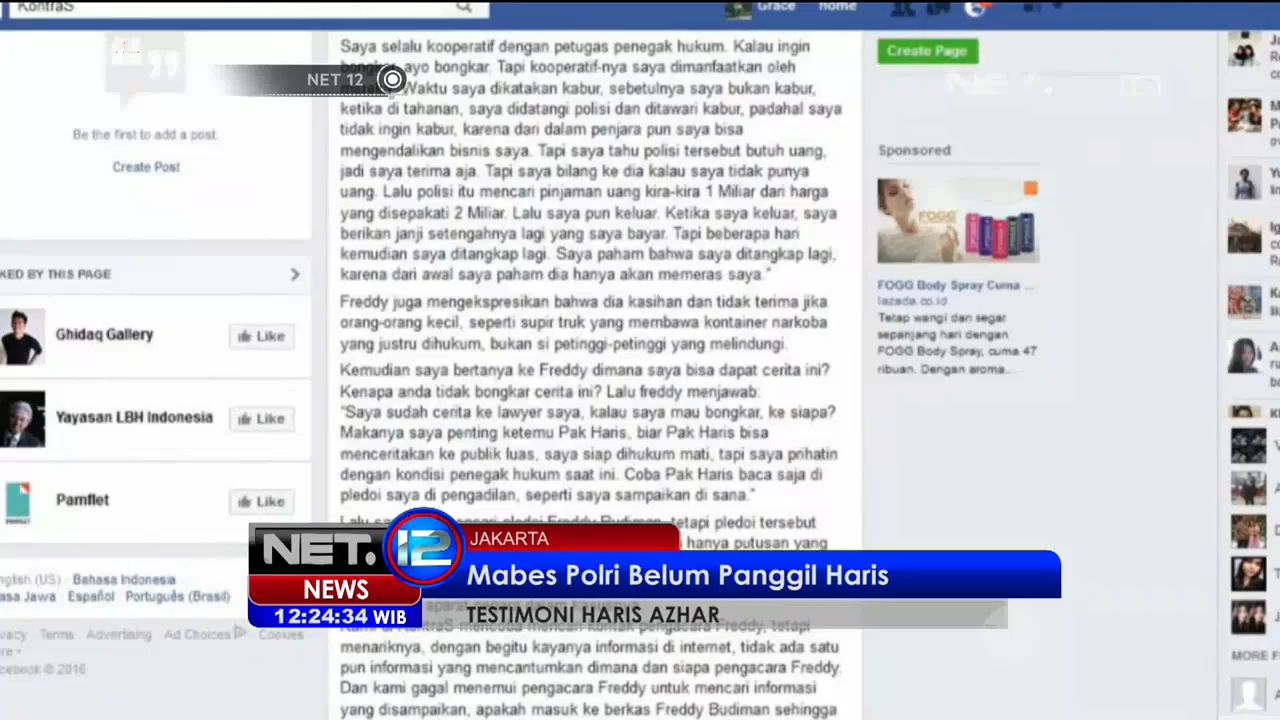 KontraS
Grace Home
Saya selalu kooperatif dengan petugas penegak hukum. Kalau ingin
bongkar, ayo bongkar. Tapi kooperatif-nya saya dimanfaatkan oleh
Waktu saya dikatakan kabur, sebetulnya saya bukan kabur,
ketika di tahanan, saya didatangi polisi dan ditawari kabur, padahal saya
tidak ingin kabur, karena dari dalam penjara pun saya bisa
mengendalikan bisnis saya. Tapi saya tahu polisi tersebut butuh uang,
jadi saya terima aja. Tapi saya bilang ke dia kalau saya tidak punya
uang. Lalu polisi itu mencari pinjaman uang kira-kira 1 Miliar dari harga
yang disepakati 2 Miliar. Lalu saya pun keluar. Ketika saya keluar, saya
berikan janji setengahnya lagi yang saya bayar. Tapi beberapa hari
kemudian saya ditangkap lagi. Saya paham bahwa saya ditangkap lagi,
karena dari awal saya paham dia hanya akan memeras saya."
Freddy juga mengekspresikan bahwa dia kasihan dan tidak terima jika
orang-orang kecil, seperti supir truk yang membawa kontainer narkoba
yang justru dihukum, bukan si petinggi-petinggi yang melindungi.
Kemudian saya bertanya ke Freddy dimana saya bisa dapat cerita ini?
Kenapa anda tidak bongkar cerita ini? Lalu freddy menjawab:
"Saya sudah cerita ke lawyer saya, kalau saya mau bongkar, ke siapa?
Makanya saya penting ketemu Pak Haris, biar Pak Haris bisa
menceritakan ke publik luas, saya siap dihukum mati, tapi saya prihatin
dengan kondisi penegak hukum saat ini. Coba Pak Haris baca saja di
pledoi saya di pengadilan, seperti saya sampaikan di sana."
pledoi Freddy Budiman, tetapi pledoi tersebut
hanya putusan yang
menariknya, dengan begitu kayanya informasi di internet, tidak ada satu
pun informasi yang mencantumkan dimana dan siapa pengacara Freddy.
Dan kami gagal menemui pengacara Freddy untuk mencari informasi
yang disampaikan, apakah masuk ke berkas Freddy Budiman sehingga
NET 12
NET.
Be the first to add a post.
Create Post
KED BY THIS PAGE
Ghidaq Gallery
Like
Yayasan LBH Indonesia
Like
Pamflet
Like
nglish (US) · Bahasa Indonesia
asa Jawa · Español · Português (Brasil)
vacy · Terms · Advertising · Ad Choices · Cookies
cebook © 2016
Create Page
Sponsored
FOGG
FOGG Body Spray Cuma ...
lazada.co.id
Tetap wangi dan segar
sepanjang hari dengan
FOGG Body Spray, cuma 47
ribuan. Dengan aroma...
MORE F
NET. 12
NEWS
12:24:34 WIB
JAKARTA
Mabes Polri Belum Panggil Haris
TESTIMONI HARIS AZHAR